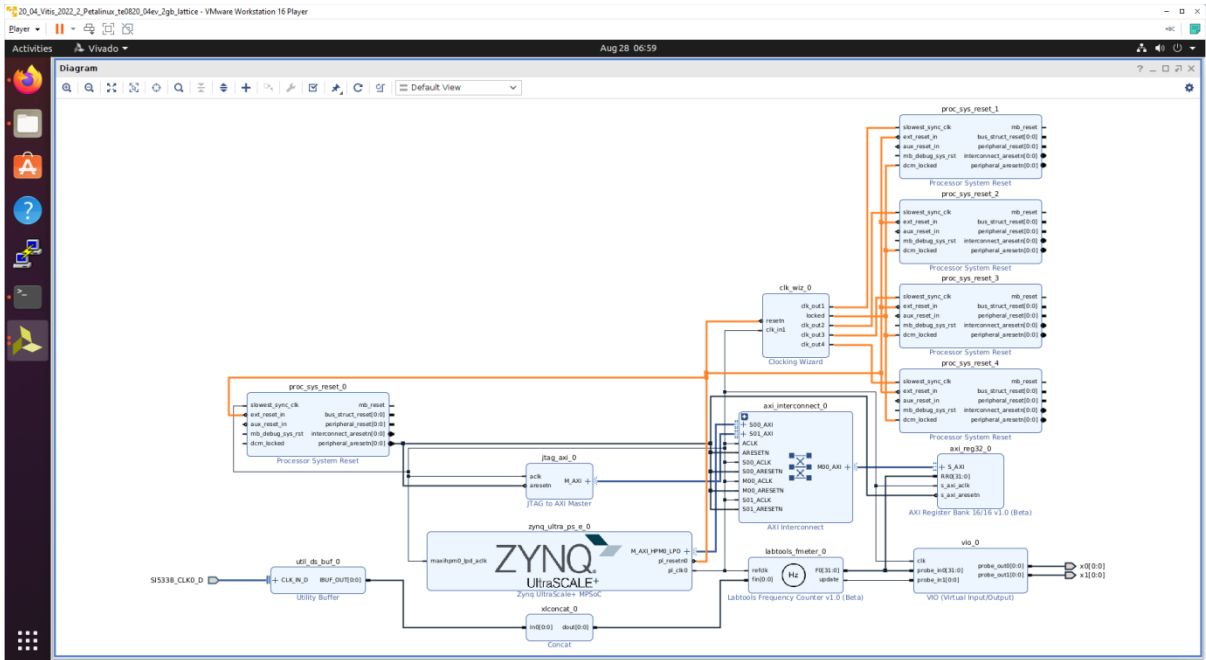 20_04_Vitis_2022_2_Petalinux_te0820_04ev_2gb_lattice - VMware Workstation 16 Player
Player
Activities
Vivado
Aug 28 06:59
Diagram
Default View
proc_sys_reset_1
slowest_sync_clk
mb_reset
ext_reset_in
bus_struct_reset[0:0]
aux_reset_in
peripheral_reset[0:0]
mb_debug_sys_rst
interconnect_aresetn[0:0]
dcm_locked
peripheral_aresetn[0:0]
Processor System Reset
proc_sys_reset_2
slowest_sync_clk
mb_reset
ext_reset_in
bus_struct_reset[0:0]
aux_reset_in
peripheral_reset[0:0]
mb_debug_sys_rst
interconnect_aresetn[0:0]
dcm_locked
peripheral_aresetn[0:0]
Processor System Reset
proc_sys_reset_3
slowest_sync_clk
mb_reset
ext_reset_in
bus_struct_reset[0:0]
aux_reset_in
peripheral_reset[0:0]
mb_debug_sys_rst
interconnect_aresetn[0:0]
dcm_locked
peripheral_aresetn[0:0]
Processor System Reset
proc_sys_reset_4
slowest_sync_clk
mb_reset
ext_reset_in
bus_struct_reset[0:0]
aux_reset_in
peripheral_reset[0:0]
mb_debug_sys_rst
interconnect_aresetn[0:0]
dcm_locked
peripheral_aresetn[0:0]
Processor System Reset
clk_wiz_0
resetn
clk_in1
clk_out1
locked
clk_out2
clk_out3
clk_out4
Clocking Wizard
proc_sys_reset_0
slowest_sync_clk
mb_reset
ext_reset_in
bus_struct_reset[0:0]
aux_reset_in
peripheral_reset[0:0]
mb_debug_sys_rst
interconnect_aresetn[0:0]
dcm_locked
peripheral_aresetn[0:0]
Processor System Reset
axi_interconnect_0
S00_AXI
S01_AXI
ACLK
ARESETN
S00_ACLK
S00_ARESETN
M00_ACLK
M00_ARESETN
S01_ACLK
S01_ARESETN
M00_AXI
AXI Interconnect
axi_reg32_0
S_AXI
RR0[31:0]
s_axi_aclk
s_axi_aresetn
AXI Register Bank 16/16 v1.0 (Beta)
jtag_axi_0
aclk
aresetn
M_AXI
JTAG to AXI Master
zynq_ultra_ps_e_0
maxihpm0_lpd_aclk
ZYNQ
UltraSCALE+
M_AXI_HPM0_LPD
pl_resetn0
pl_clk0
Zynq UltraScale+ MPSoC
util_ds_buf_0
SI5338_CLK0_D
CLK_IN_D
IBUF_OUT[0:0]
Utility Buffer
xlconcat_0
In0[0:0]
dout[0:0]
Concat
labtools_fmeter_0
refclk
fin[0:0]
Hz
F0[31:0]
update
Labtools Frequency Counter v1.0 (Beta)
vio_0
clk
probe_in0[31:0]
probe_in1[0:0]
probe_out0[0:0]
probe_out1[0:0]
VIO (Virtual Input/Output)
x0[0:0]
x1[0:0]